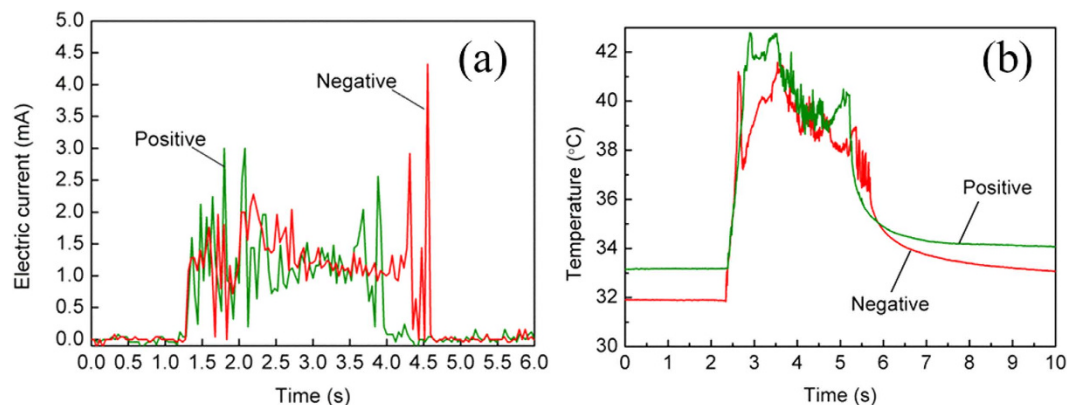 (a)
Electric current (mA)
5.0
4.5
4.0
3.5
3.0
2.5
2.0
1.5
1.0
0.5
0.0
Negative
Positive
0.0 0.5 1.0 1.5 2.0 2.5 3.0 3.5 4.0 4.5 5.0 5.5 6.0
Time (s)
(b)
Temperature (°C)
42
40
38
36
34
32
30
Positive
Negative
0 1 2 3 4 5 6 7 8 9 10
Time (s)